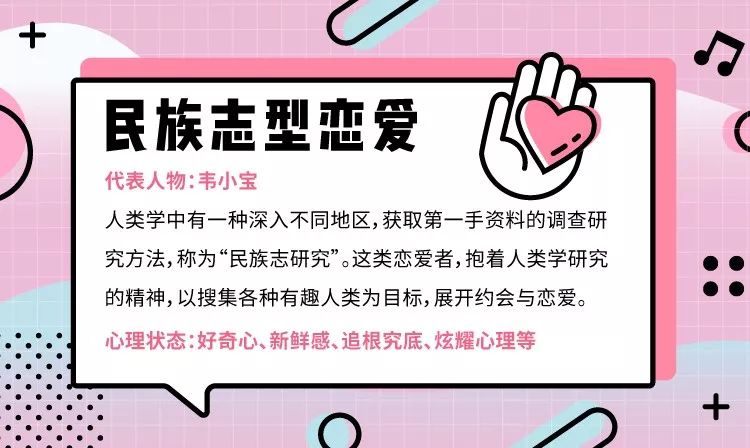 民族志型恋爱
代表人物：韦小宝
人类学中有一种深入不同地区，获取第一手资料的调查研
究方法，称为“民族志研究”。这类恋爱者，抱着人类学研究
的精神，以搜集各种有趣人类为目标，展开约会与恋爱。
心理状态：好奇心、新鲜感、追根究底、炫耀心理等